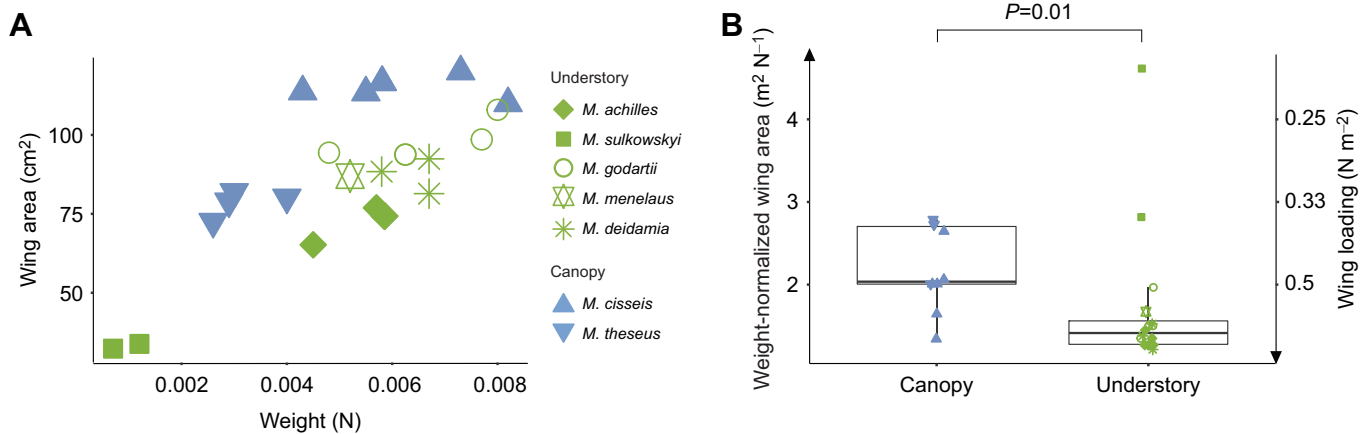 A
Wing area (cm²)
100
75
50
0.002 0.004 0.006 0.008
Weight (N)
Understory
M. achilles
M. sulkowskyi
M. godartii
M. menelaus
M. deidamia
Canopy
M. cisseis
M. theseus
B
P=0.01
Weight-normalized wing area (m² N⁻¹)
4
3
2
Canopy Understory
0.25
0.33
0.5
Wing loading (N m⁻²)